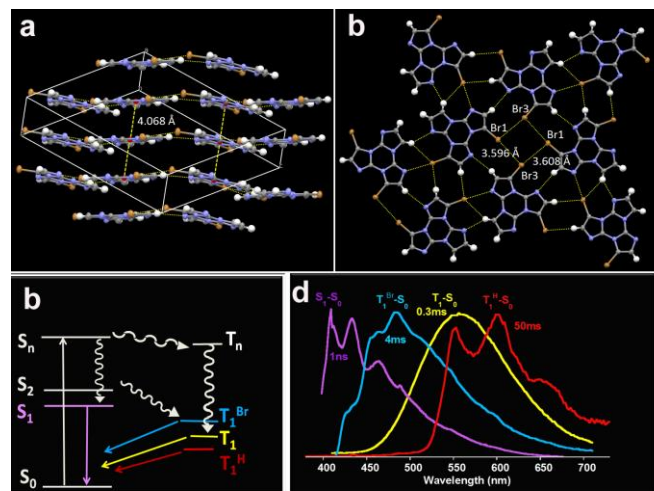 a
4.068 Å
b
Br3
Br1
Br1
3.596 Å
3.608 Å
Br3
b
Sn
Tn
S2
S1
T1Br
T1
T1H
S0
d
S1-S0
T1Br-S0
T1-S0
T1H-S0
0.3ms
50ms
4ms
1ns
400 450 500 550 600 650 700
Wavelength (nm)